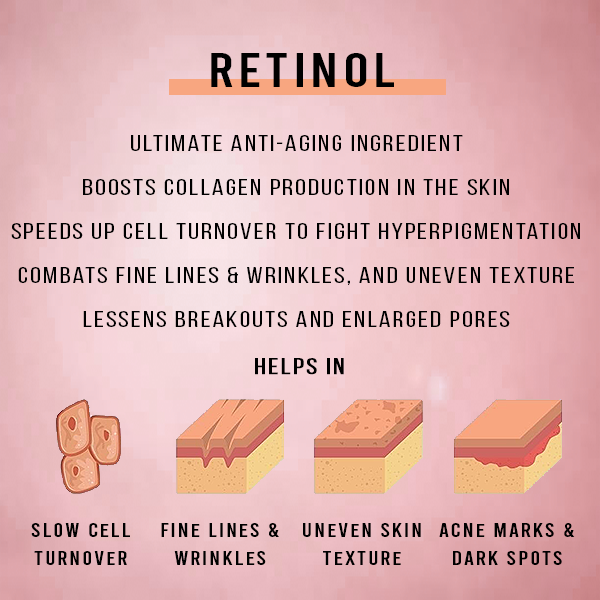 RETINOL
ULTIMATE ANTI-AGING INGREDIENT
BOOSTS COLLAGEN PRODUCTION IN THE SKIN
SPEEDS UP CELL TURNOVER TO FIGHT HYPERPIGMENTATION
COMBATS FINE LINES & WRINKLES, AND UNEVEN TEXTURE
LESSENS BREAKOUTS AND ENLARGED PORES
HELPS IN
SLOW CELL
TURNOVER
FINE LINES &
WRINKLES
UNEVEN SKIN
TEXTURE
ACNE MARKS &
DARK SPOTS